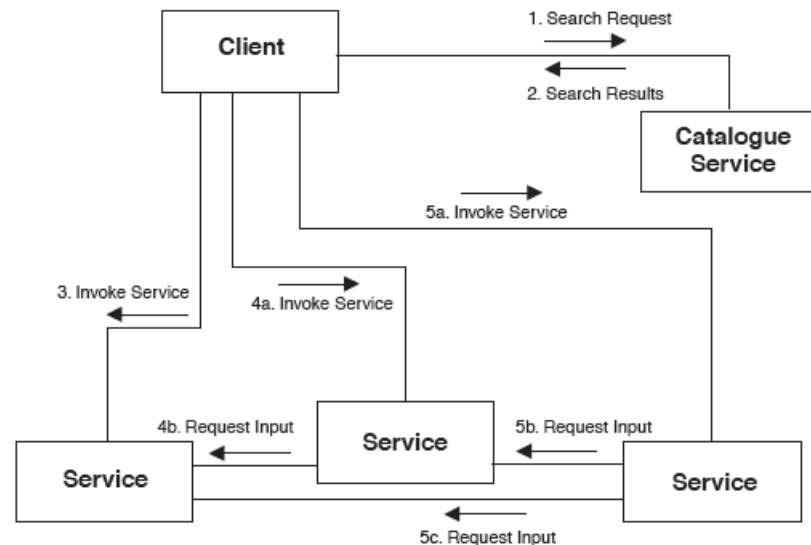 1. Search Request
Client
2. Search Results
Catalogue
Service
5a. Invoke Service
3. Invoke Service
4a. Invoke Service
4b. Request Input
Service
5b. Request Input
Service
Service
5c. Request Input